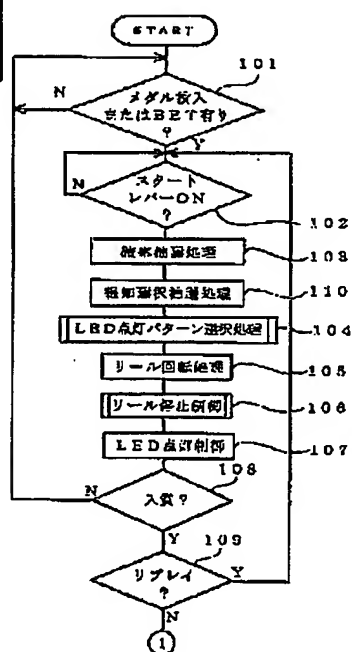 START
101
N
メダル投入
またはBET有り
?
Y
スタート
レバーON
?
N
102
確率抽選処理
103
報知選択抽選処理
110
LED点灯パターン選択処理
104
リール回転処理
105
リール停止制御
106
LED点灯制御
107
108
N
入賞?
Y
109
リプレイ
?
Y
N
1